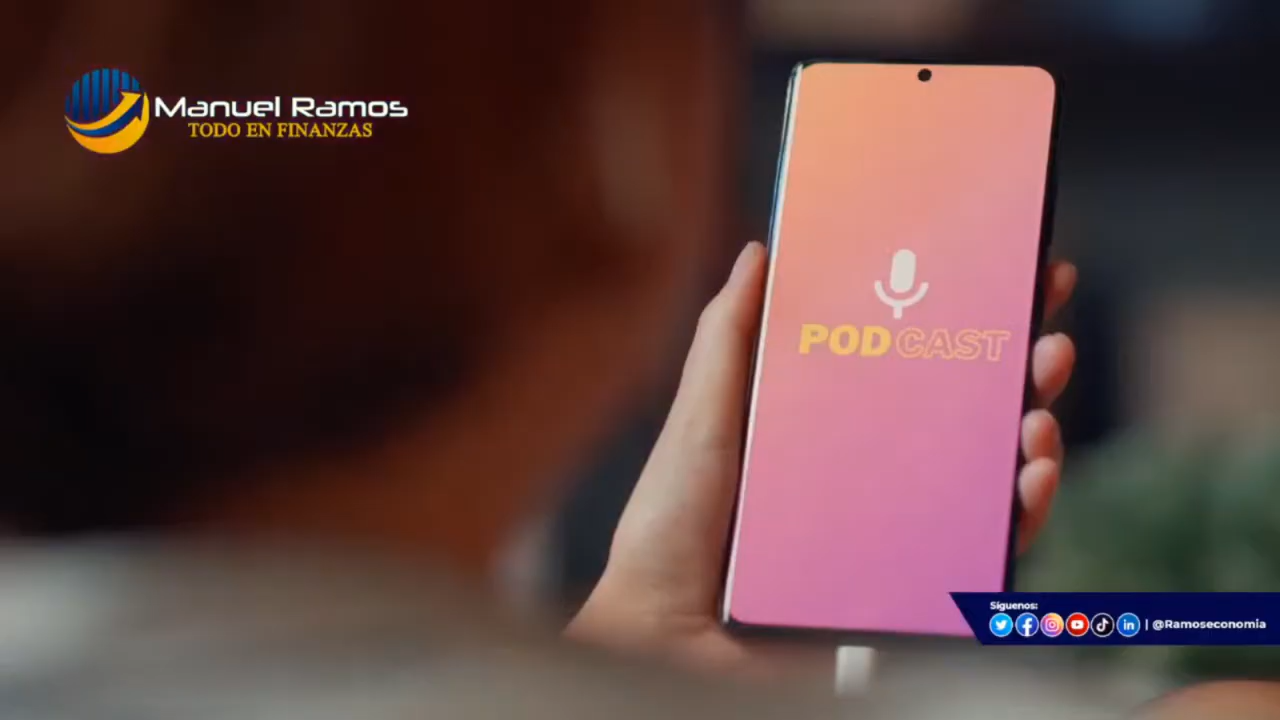 Manuel Ramos
TODO EN FINANZAS
PODCAST
Síguenos:
| @Ramoseconomia